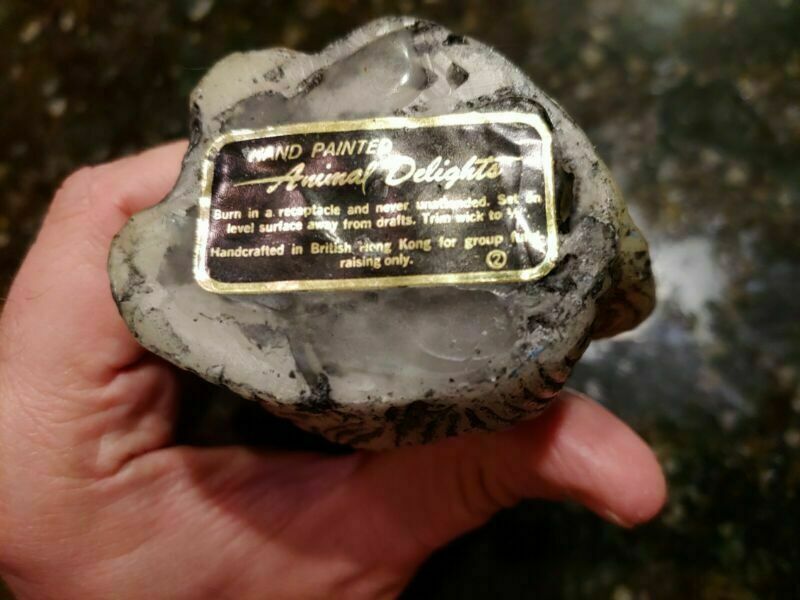 HAND PAINTED
Animal Delights
Burn in a receptacle and never unattended. Set on
level surface away from drafts. Trim wick to
Handcrafted in British Hong Kong for group
raising only. 2